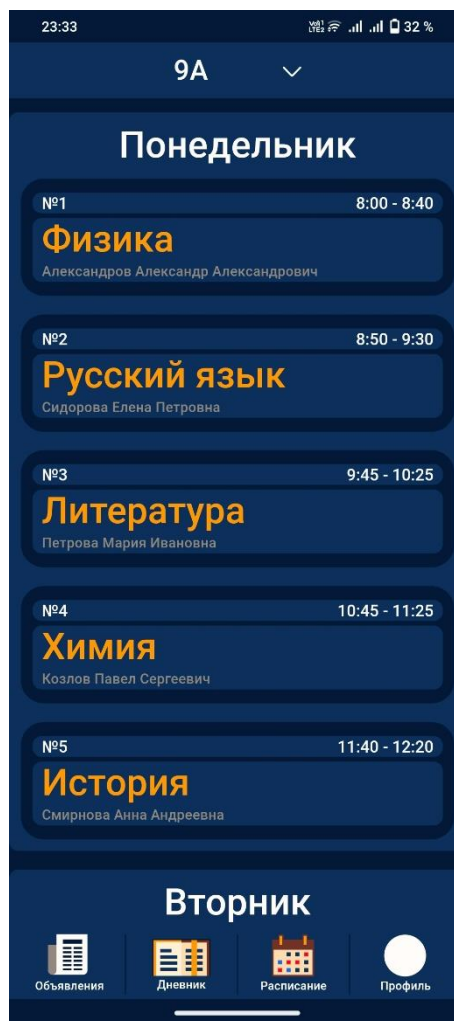 23:33 Vo1) LTE2 32 %
9А
Понедельник
№1 8:00 - 8:40
Физика
Александров Александр Александрович
№2 8:50 - 9:30
Русский язык
Сидорова Елена Петровна
№3 9:45 - 10:25
Литература
Петрова Мария Ивановна
№4 10:45 - 11:25
Химия
Козлов Павел Сергеевич
№5 11:40 - 12:20
История
Смирнова Анна Андреевна
Вторник
Объявления Дневник Расписание Профиль